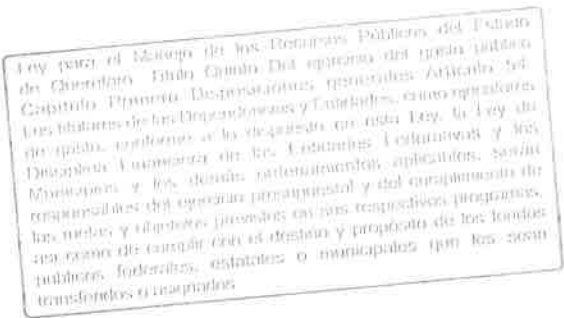 Ley para el Manejo de los Recursos Públicos del Estado
de Querétaro Título Quinto Del ejercicio del gasto público
Capítulo Primero Disposiciones generales Artículo 54.
Los titulares de las Dependencias y Entidades, como ejecutores
de gasto, conforme a lo dispuesto en esta Ley, la Ley de
Disciplina Financiera de las Entidades Federativas y los
Municipios y los demás ordenamientos aplicables, serán
responsables del ejercicio presupuestal y del cumplimiento de
las metas y objetivos previstos en sus respectivos programas,
así como de cumplir con el destino y propósito de los fondos
públicos federales, estatales o municipales que les sean
transferidos o asignados